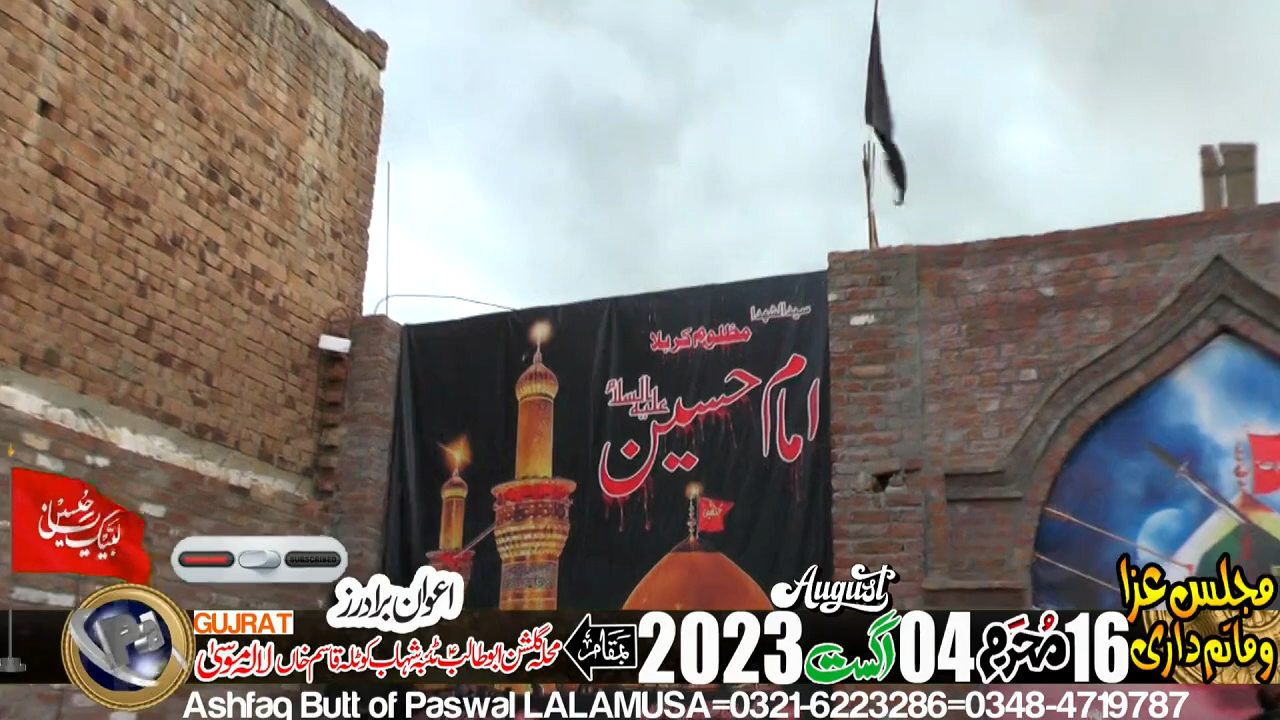 سید الشہدا
مظلوم کربلا
امام حسین
علیہ السلام
لبیک یا حسین
SUBSCRIBED
اعوان برادرز
August
مجلس عزا
و ماتم داری
16 محرم 04 اگست 2023
بمقام
GUJRAT
محلہ گلشن ابوطالبؑ ٹبہ شہاب کوٹلہ قاسم خاں لالہ موسیٰ
Ashfaq Butt of Paswal LALAMUSA=0321-6223286=0348-4719787